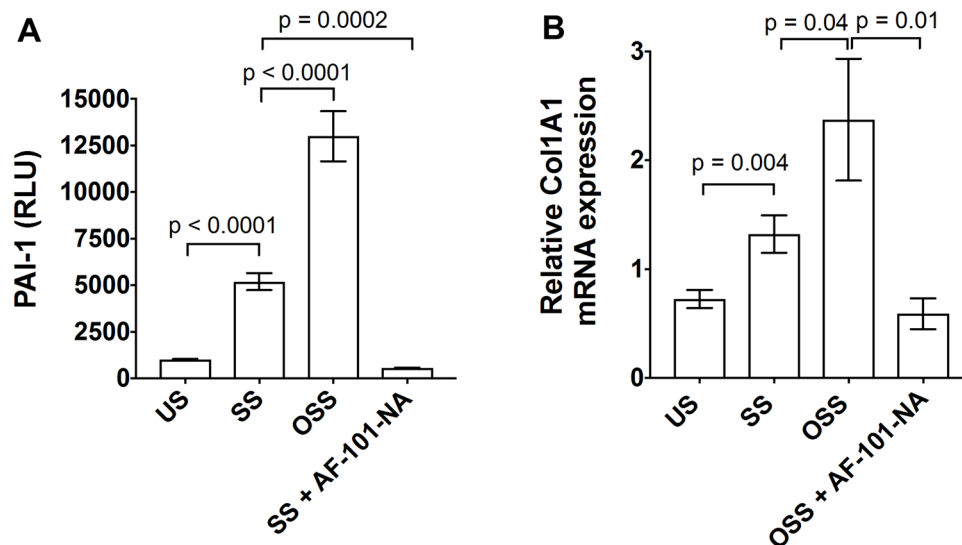 A
p = 0.0002
p < 0.0001
p < 0.0001
PAI-1 (RLU)
15000
12500
10000
7500
5000
2500
0
US
SS
OSS
SS + AF-101-NA
B
p = 0.04
p = 0.01
p = 0.004
Relative Col1A1
mRNA expression
3
2
1
0
US
SS
OSS
OSS + AF-101-NA